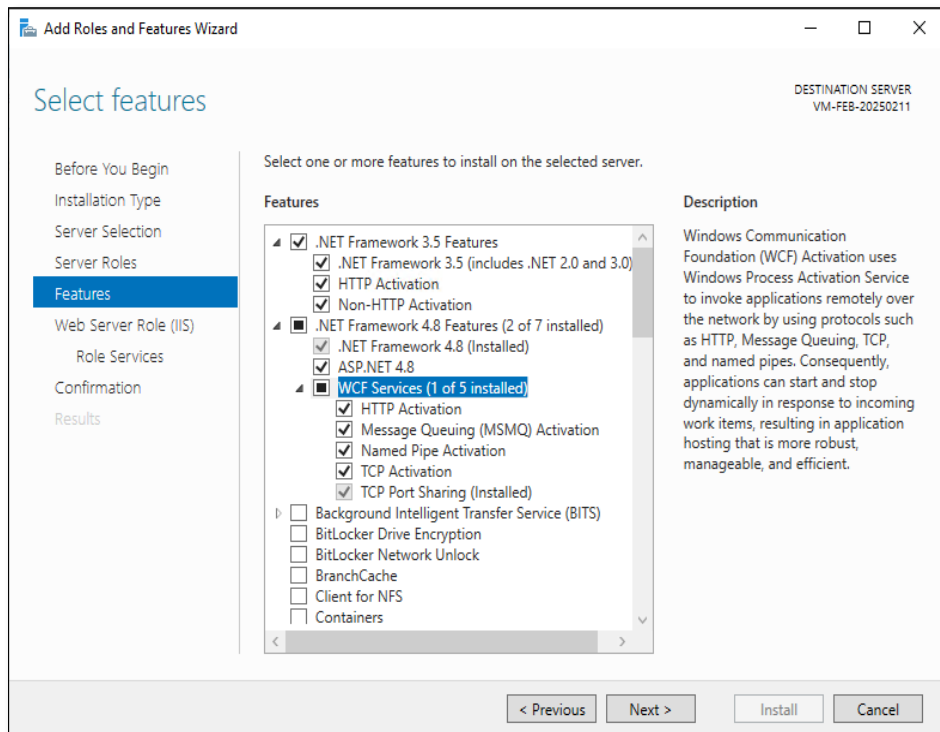 Add Roles and Features Wizard
Select features
DESTINATION SERVER
VM-FEB-20250211
Before You Begin
Installation Type
Server Selection
Server Roles
Features
Web Server Role (IIS)
Role Services
Confirmation
Results
Select one or more features to install on the selected server.
Features
.NET Framework 3.5 Features
.NET Framework 3.5 (includes .NET 2.0 and 3.0)
HTTP Activation
Non-HTTP Activation
.NET Framework 4.8 Features (2 of 7 installed)
.NET Framework 4.8 (Installed)
ASP.NET 4.8
WCF Services (1 of 5 installed)
HTTP Activation
Message Queuing (MSMQ) Activation
Named Pipe Activation
TCP Activation
TCP Port Sharing (Installed)
Background Intelligent Transfer Service (BITS)
BitLocker Drive Encryption
BitLocker Network Unlock
BranchCache
Client for NFS
Containers
Description
Windows Communication
Foundation (WCF) Activation uses
Windows Process Activation Service
to invoke applications remotely over
the network by using protocols such
as HTTP, Message Queuing, TCP,
and named pipes. Consequently,
applications can start and stop
dynamically in response to incoming
work items, resulting in application
hosting that is more robust,
manageable, and efficient.
< Previous
Next >
Install
Cancel